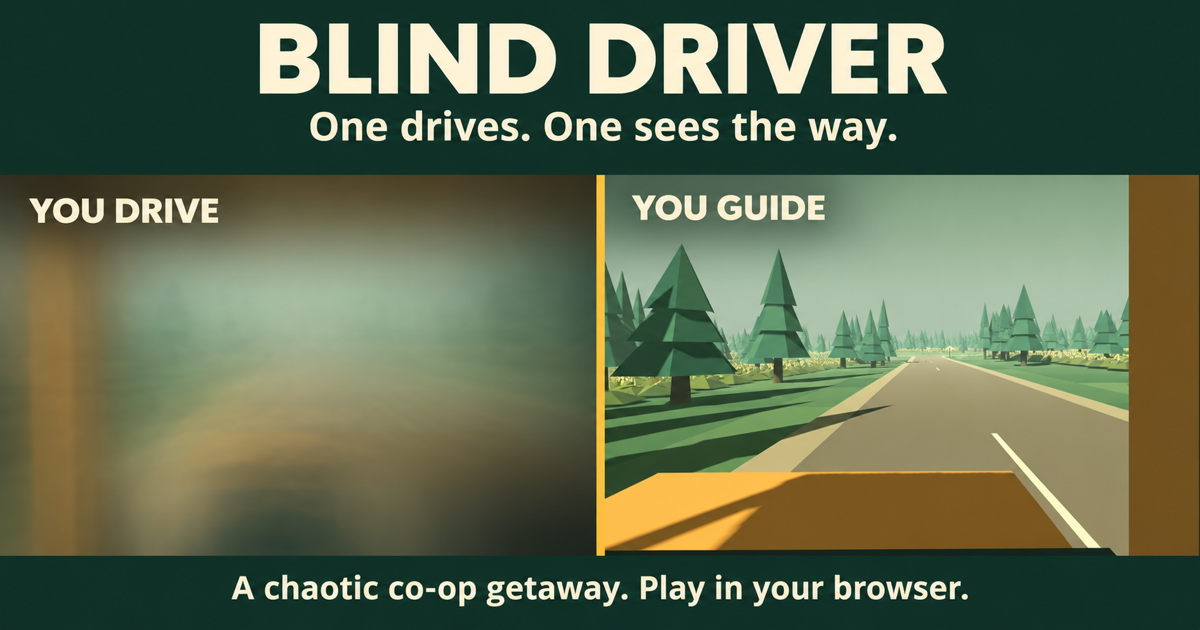 BLIND DRIVER
One drives. One sees the way.
YOU DRIVE
YOU GUIDE
A chaotic co-op getaway. Play in your browser.